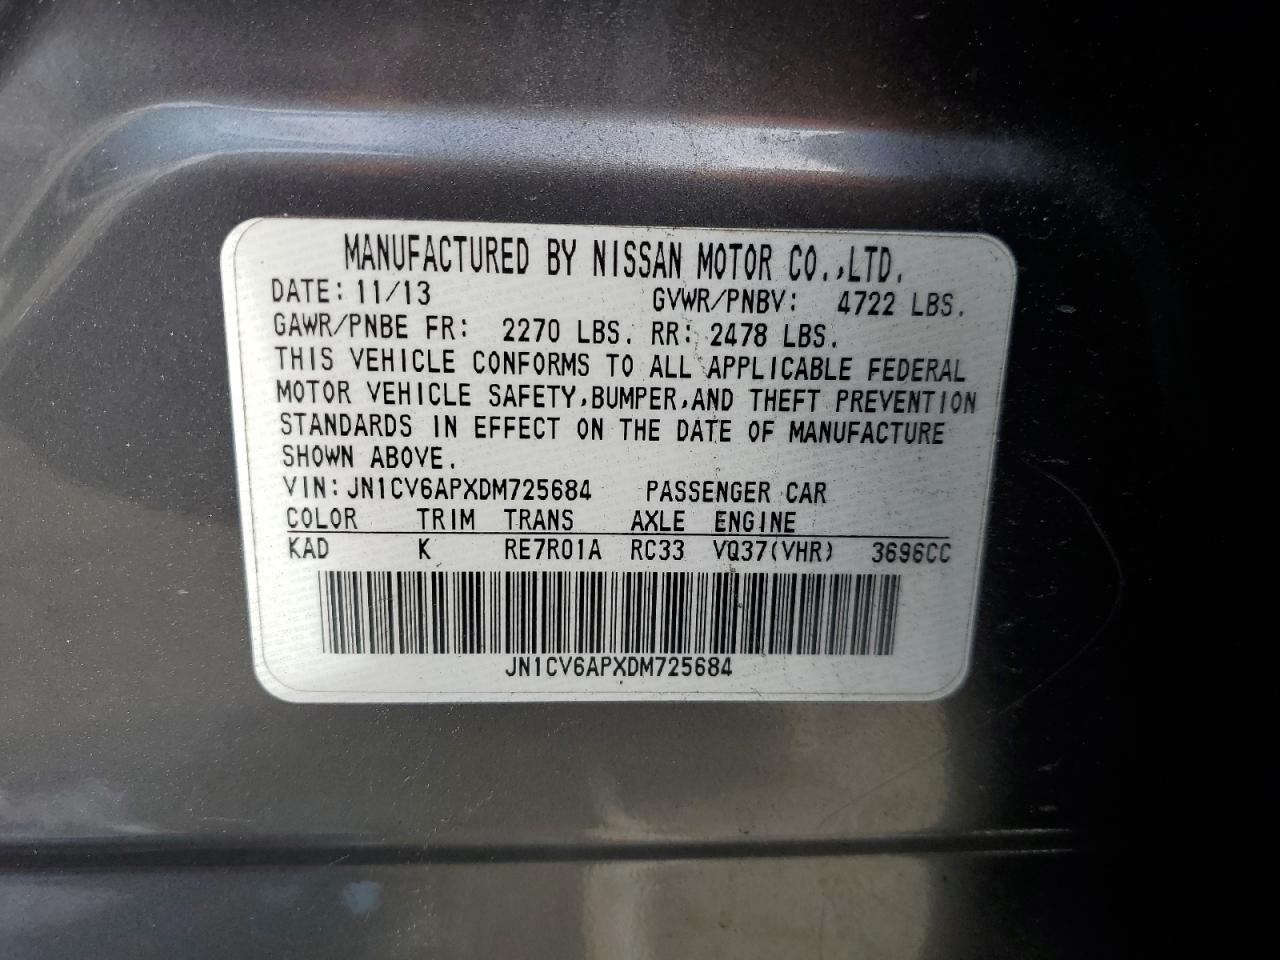 MANUFACTURED BY NISSAN MOTOR CO.,LTD.
DATE: 11/13 GVWR/PNBV: 4722 LBS.
GAWR/PNBE FR: 2270 LBS. RR: 2478 LBS.
THIS VEHICLE CONFORMS TO ALL APPLICABLE FEDERAL
MOTOR VEHICLE SAFETY,BUMPER,AND THEFT PREVENTION
STANDARDS IN EFFECT ON THE DATE OF MANUFACTURE
SHOWN ABOVE.
VIN: JN1CV6APXDM725684 PASSENGER CAR
COLOR TRIM TRANS AXLE ENGINE
KAD K RE7R01A RC33 VQ37(VHR) 3696CC
JN1CV6APXDM725684